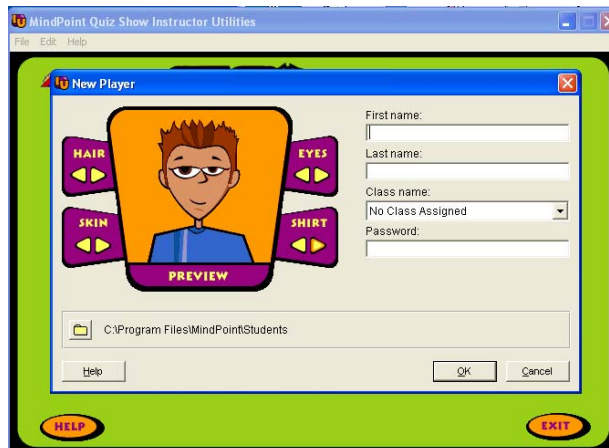 MindPoint Quiz Show Instructor Utilities
File Edit Help
New Player
HAIR
EYES
SKIN
SHIRT
PREVIEW
First name:
Last name:
Class name:
No Class Assigned
Password:
C:\Program Files\MindPoint\Students
Help
OK
Cancel
HELP
EXIT